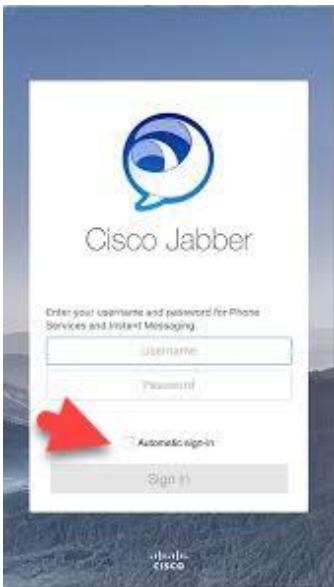 Cisco Jabber
Enter your username and password for Phone
Services and Instant Messaging.
Username
Password
Automatic sign-in
Sign In
CISCO